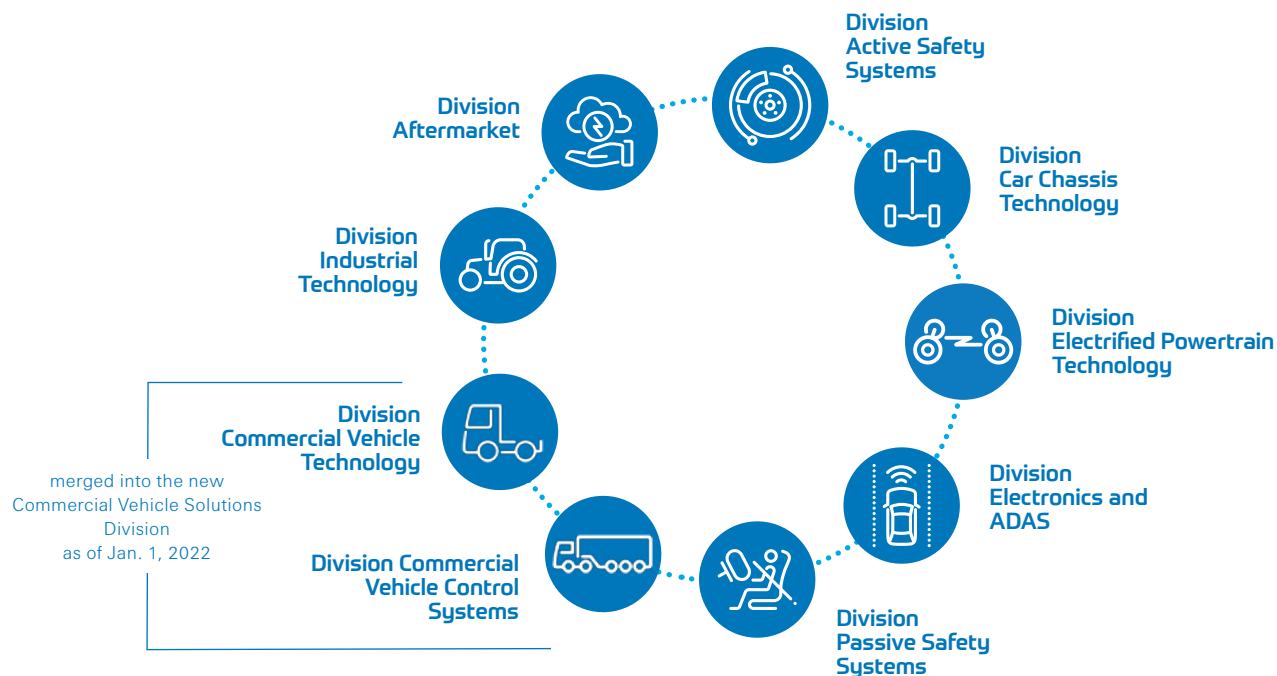 Division
Active Safety
Systems
Division
Aftermarket
Division
Car Chassis
Technology
Division
Industrial
Technology
Division
Electrified Powertrain
Technology
Division
Commercial Vehicle
Technology
merged into the new
Commercial Vehicle Solutions
Division
as of Jan. 1, 2022
Division
Electronics and
ADAS
Division Commercial
Vehicle Control
Systems
Division
Passive Safety
Systems